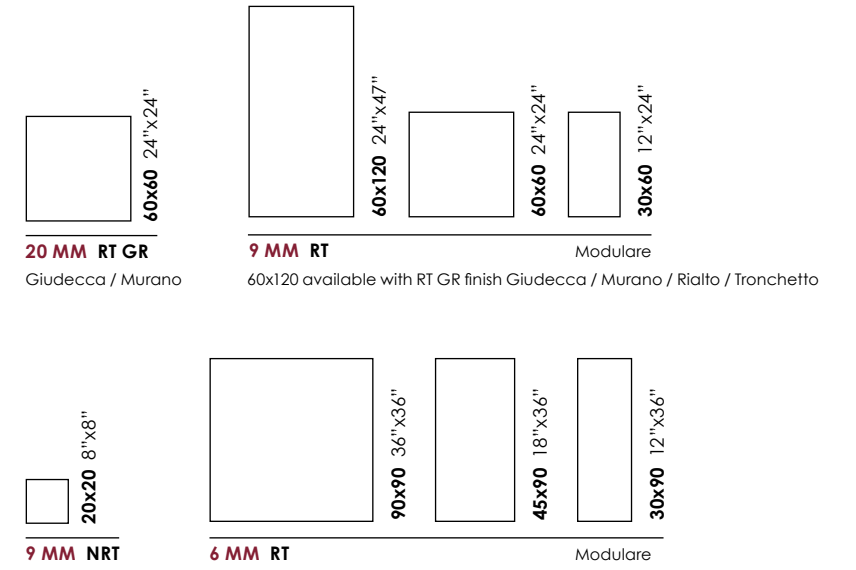 60x60 24”x24”
20 MM RT GR
Giudecca / Murano
60x120 24”x47”
60x60 24”x24”
30x60 12”x24”
9 MM RT Modulare
60x120 available with RT GR finish Giudecca / Murano / Rialto / Tronchetto
20x20 8”x8”
9 MM NRT
90x90 36”x36”
45x90 18”x36”
30x90 12”x36”
6 MM RT Modulare